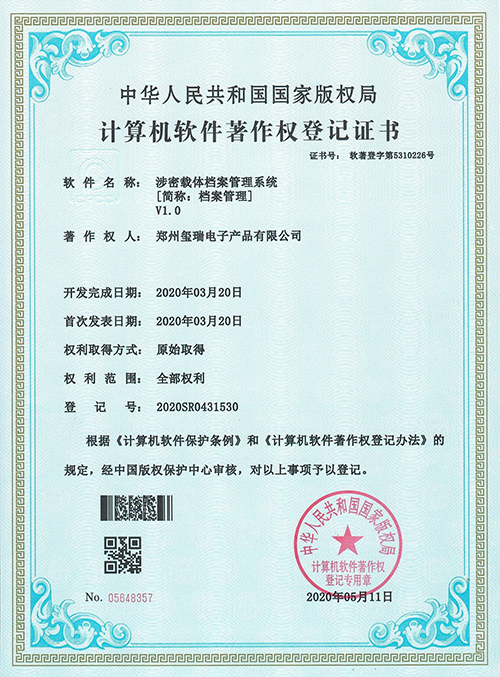 中华人民共和国国家版权局
计算机软件著作权登记证书
证书号: 软著登字第5310226号
软件名称: 涉密载体档案管理系统
[简称: 档案管理]
V1.0
著作权人: 郑州玺瑞电子产品有限公司
开发完成日期: 2020年03月20日
首次发表日期: 2020年03月20日
权利取得方式: 原始取得
权利范围: 全部权利
登记号: 2020SR0431530
根据《计算机软件保护条例》和《计算机软件著作权登记办法》的
规定，经中国版权保护中心审核，对以上事项予以登记。
中华人民共和国国家版权局
计算机软件著作权
登记专用章
No. 05648357
2020年05月11日